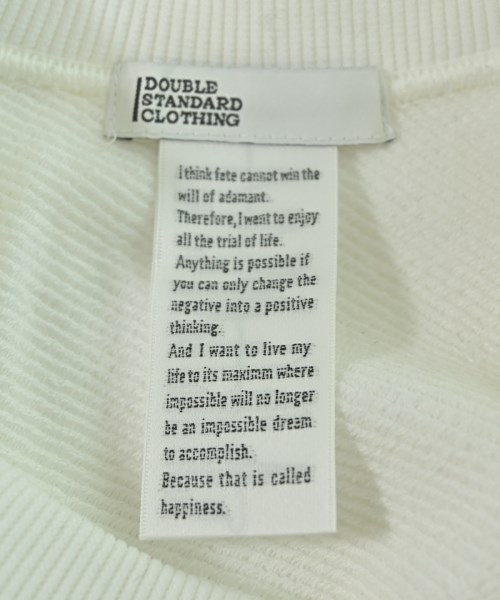 DOUBLE
STANDARD
CLOTHING
I think fate cannot win the
will of adamant.
Therefore, I want to enjoy
all the trial of life.
Anything is possible if
you can only change the
negative into a positive
thinking.
And I want to live my
life to its maximm where
impossible will no longer
be an impossible dream
to accomplish.
Because that is called
happiness.